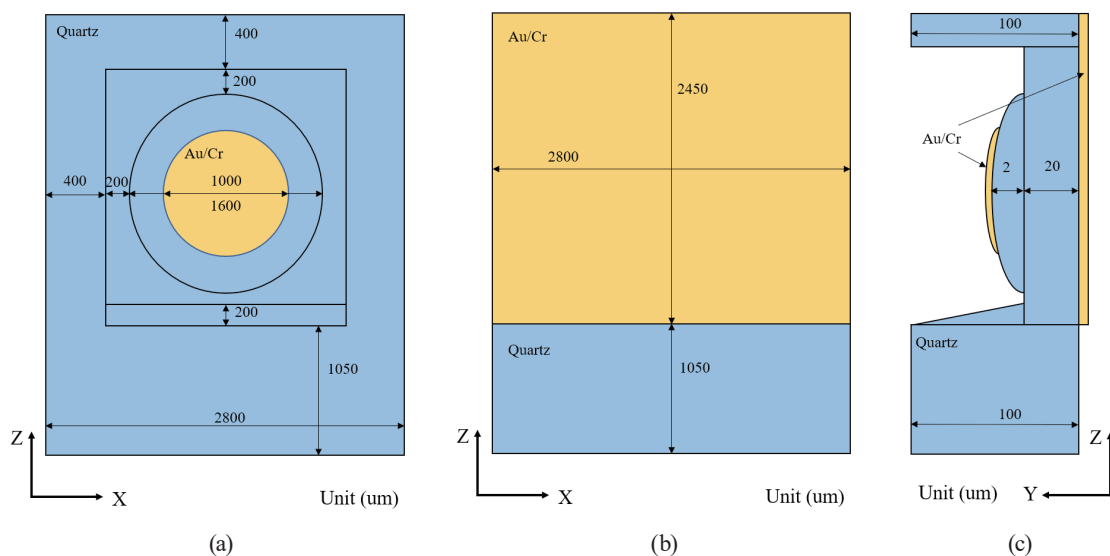 Quartz
400
200
Au/Cr
400
200
1000
1600
200
1050
2800
Z
X
Unit (um)
(a)
Au/Cr
2450
2800
Quartz
1050
X
Unit (um)
(b)
100
Au/Cr
2
20
Quartz
100
Z
Unit (um)
Y
(c)